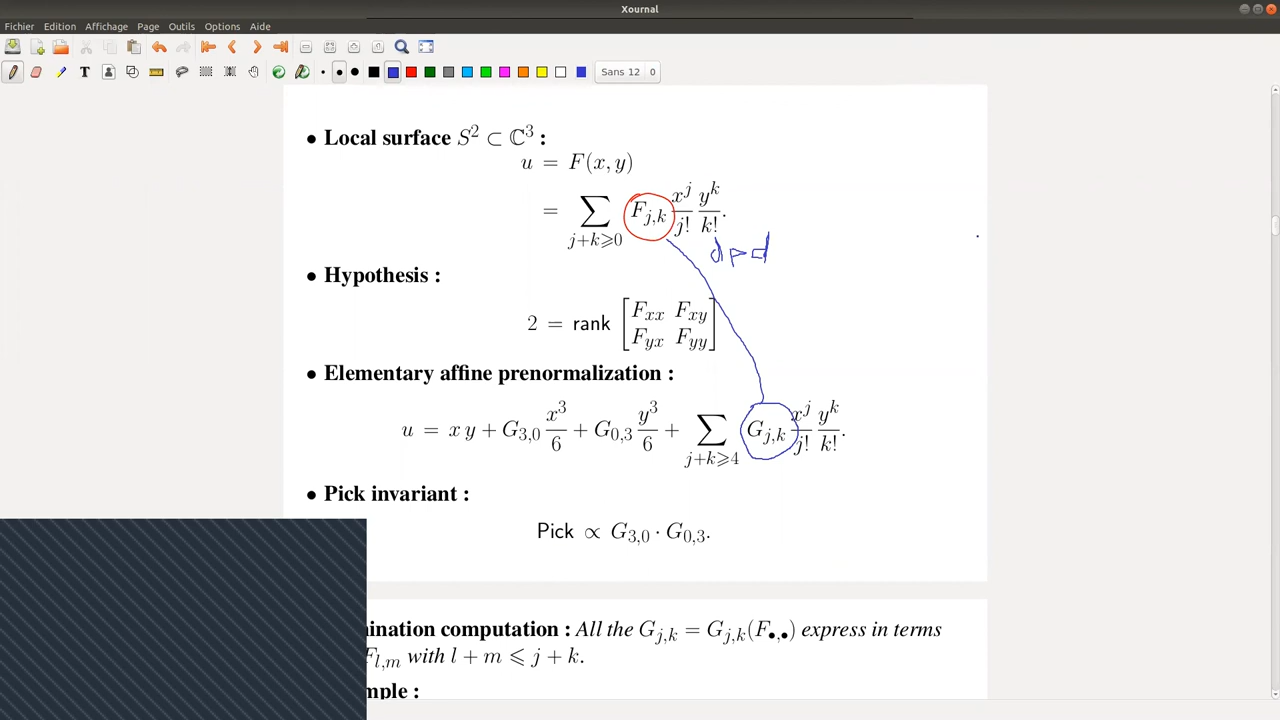 Xournal
Fichier Edition Affichage Page Outils Options Aide
Sans 12 0
• Local surface S² ⊂ ℂ³ :
u = F(x, y)
= ∑_{j+k⩾0} F_{j,k} x^j/j! y^k/k!.
dpd
• Hypothesis :
2 = rank [F_{xx} F_{xy}
F_{yx} F_{yy}]
• Elementary affine prenormalization :
u = x y + G_{3,0} x³/6 + G_{0,3} y³/6 + ∑_{j+k⩾4} G_{j,k} x^j/j! y^k/k!.
• Pick invariant :
Pick ∝ G_{3,0} · G_{0,3}.
ination computation : All the G_{j,k} = G_{j,k}(F_{•,•}) express in terms
F_{l,m} with l + m ⩽ j + k.
mple :